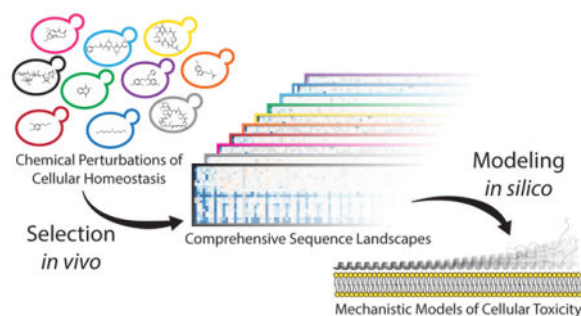 Chemical Perturbations of
Cellular Homeostasis
Selection
in vivo
Comprehensive Sequence Landscapes
Modeling
in silico
Mechanistic Models of Cellular Toxicity